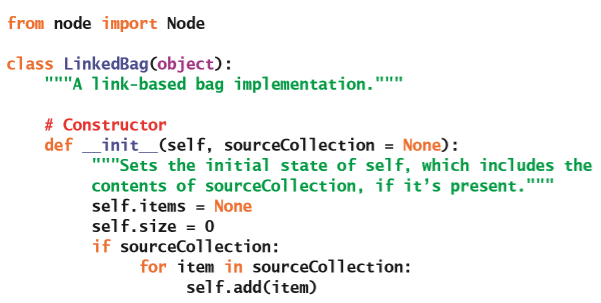 from node import Node
class LinkedBag(object):
"""A link-based bag implementation."""
# Constructor
def __init__(self, sourceCollection = None):
"""Sets the initial state of self, which includes the
contents of sourceCollection, if it’s present."""
self.items = None
self.size = 0
if sourceCollection:
for item in sourceCollection:
self.add(item)